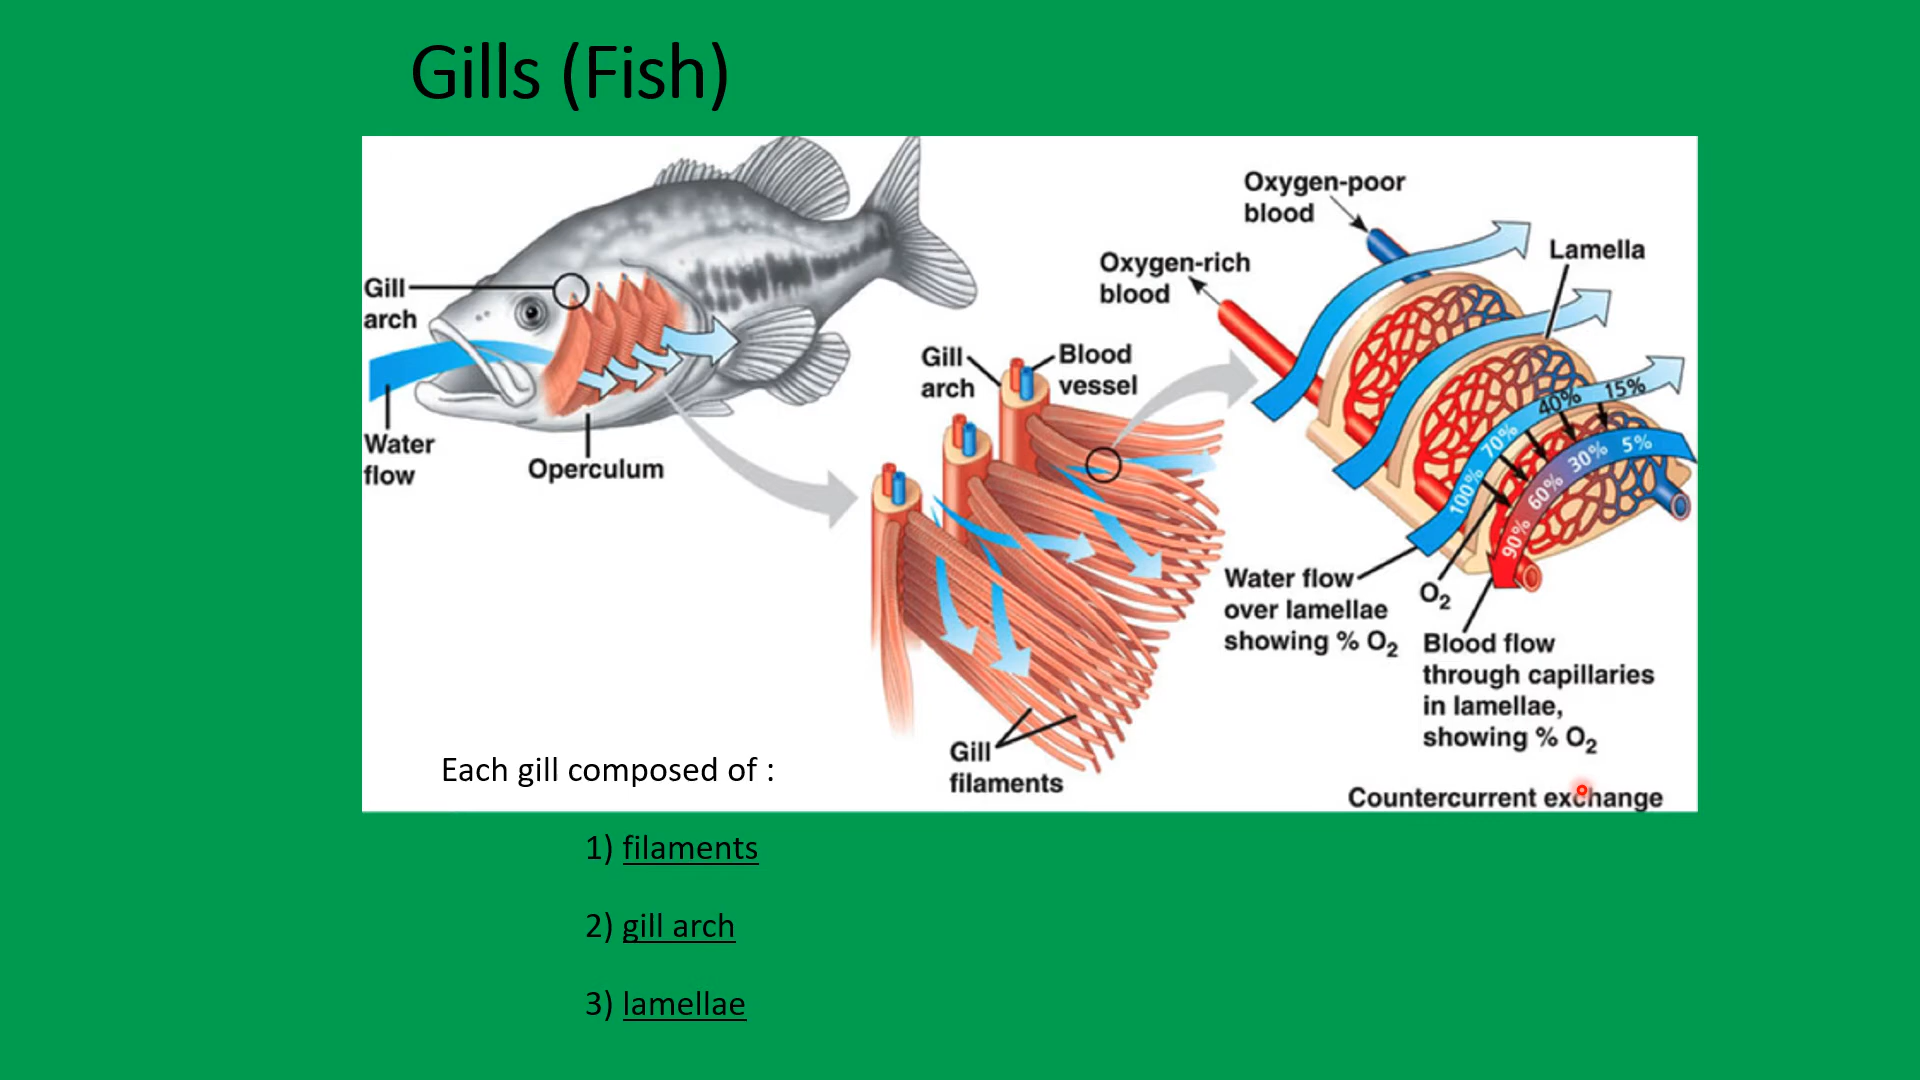 Gills (Fish)
Gill
arch
Water
flow
Operculum
Gill
arch
Blood
vessel
Gill
filaments
Oxygen-poor
blood
Oxygen-rich
blood
Lamella
100% 70% 40% 15%
90% 60% 30% 5%
Water flow
over lamellae
showing % O2
O2
Blood flow
through capillaries
in lamellae,
showing % O2
Countercurrent exchange
Each gill composed of :
1) filaments
2) gill arch
3) lamellae